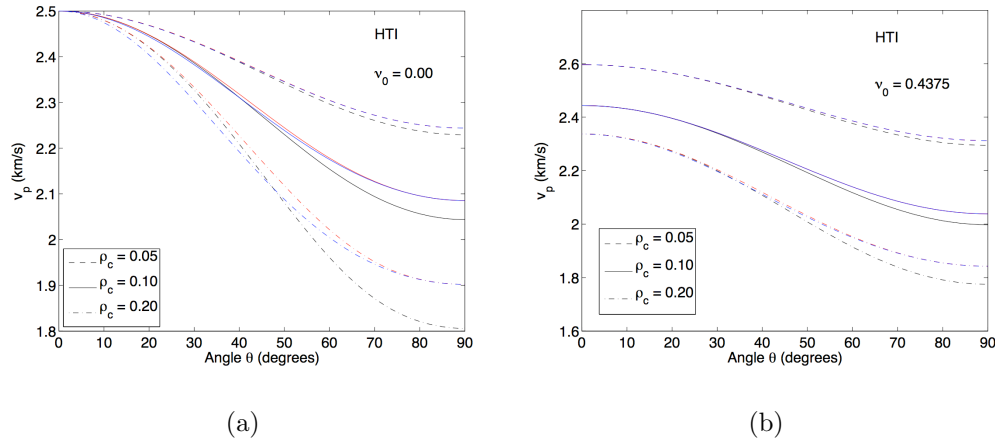 2.5
2.4
2.3
2.2
2.1
2
1.9
1.8
v_p (km/s)
HTI
ν_0 = 0.00
ρ_c = 0.05
ρ_c = 0.10
ρ_c = 0.20
0 10 20 30 40 50 60 70 80 90
Angle θ (degrees)
(a)
2.6
2.4
2.2
2
1.8
1.6
v_p (km/s)
HTI
ν_0 = 0.4375
ρ_c = 0.05
ρ_c = 0.10
ρ_c = 0.20
0 10 20 30 40 50 60 70 80 90
Angle θ (degrees)
(b)